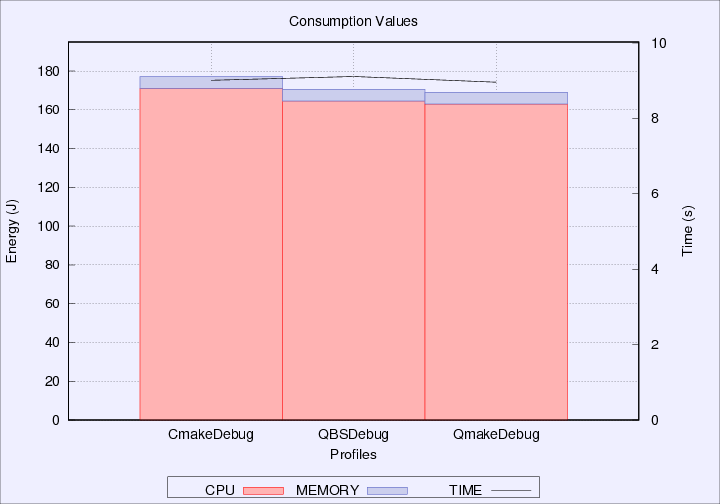 Consumption Values
180
160
140
120
100
80
60
40
20
0
Energy (J)
10
8
6
4
2
0
Time (s)
CmakeDebug QBSDebug QmakeDebug
Profiles
CPU MEMORY TIME